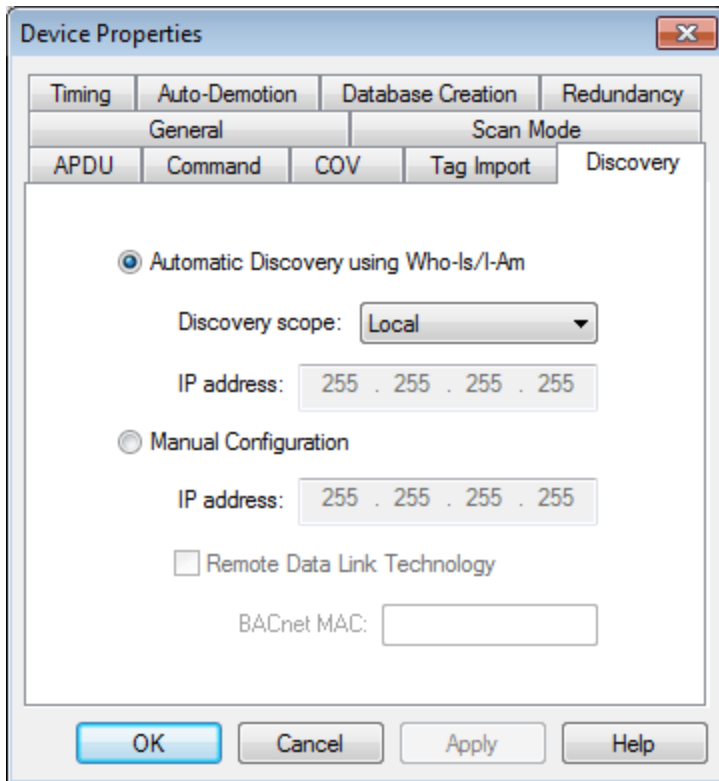 Device Properties
Timing Auto-Demotion Database Creation Redundancy
General Scan Mode
APDU Command COV Tag Import Discovery
Automatic Discovery using Who-Is/I-Am
Discovery scope: Local
IP address: 255 . 255 . 255 . 255
Manual Configuration
IP address: 255 . 255 . 255 . 255
Remote Data Link Technology
BACnet MAC:
OK Cancel Apply Help